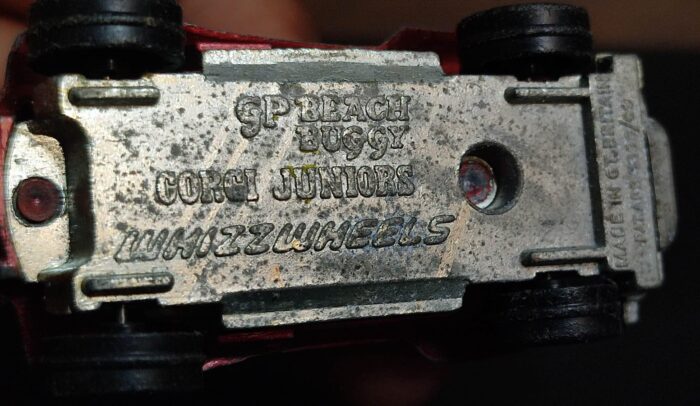 GP BEACH
BUGGY
CORGI JUNIORS
WHIZZWHEELS
MADE IN GT. BRITAIN